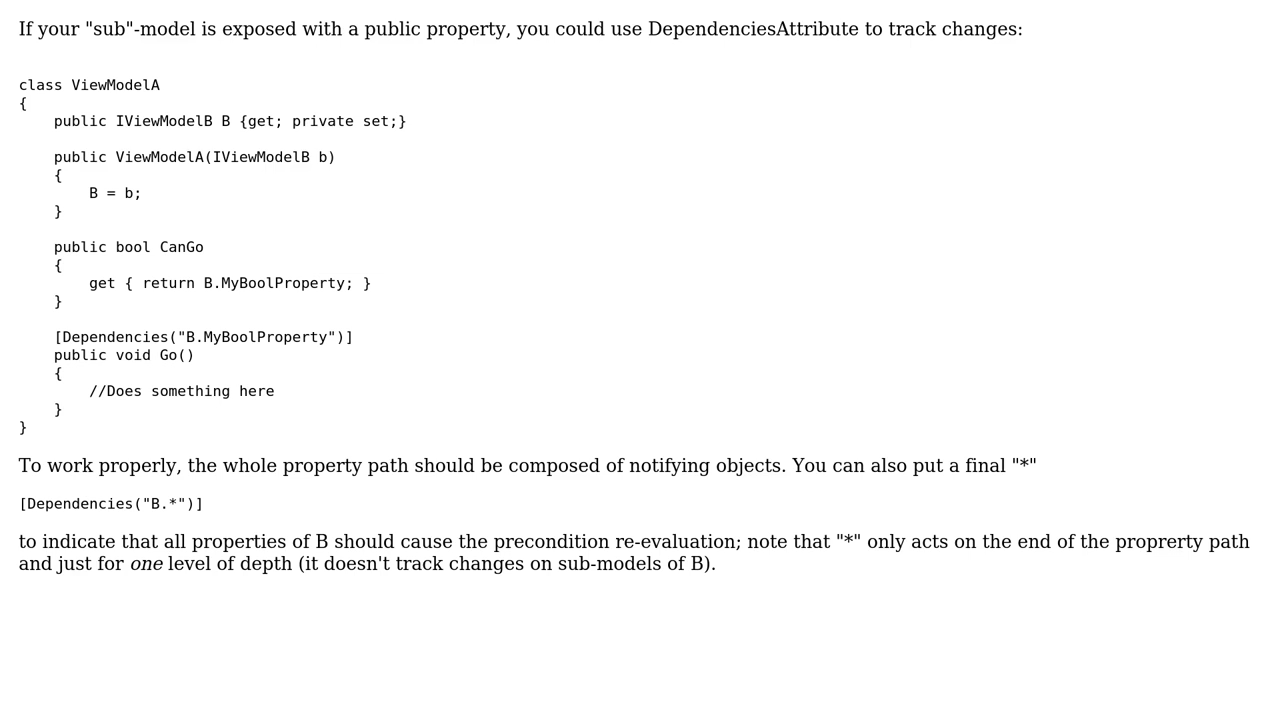 If your "sub"-model is exposed with a public property, you could use DependenciesAttribute to track changes:
class ViewModelA
{
    public IViewModelB B {get; private set;}
    public ViewModelA(IViewModelB b)
    {
        B = b;
    }
    public bool CanGo
    {
        get { return B.MyBoolProperty; }
    }
    [Dependencies("B.MyBoolProperty")]
    public void Go()
    {
        //Does something here
    }
}
To work properly, the whole property path should be composed of notifying objects. You can also put a final "*"
[Dependencies("B.*")]
to indicate that all properties of B should cause the precondition re-evaluation; note that "*" only acts on the end of the proprerty path
and just for one level of depth (it doesn't track changes on sub-models of B).